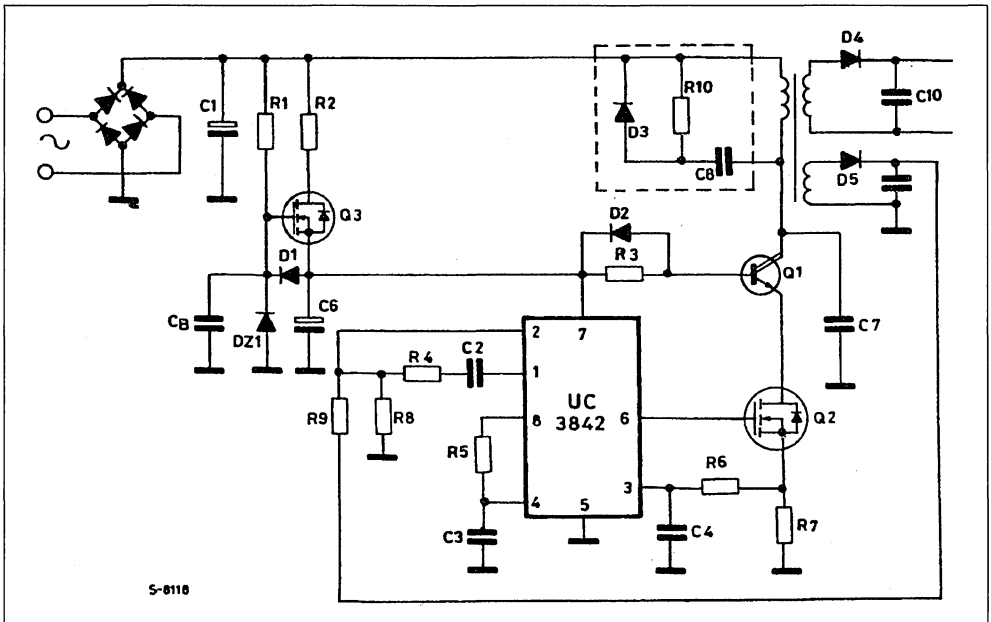 D4
C1
R1
R2
R10
C10
D3
C8
D5
Q3
D2
D1
R3
Q1
C6
CB
DZ1
C7
2
7
R4
C2
1
UC
3842
R9
R8
8
6
Q2
R5
R6
3
4
5
R7
C3
C4
S-8118